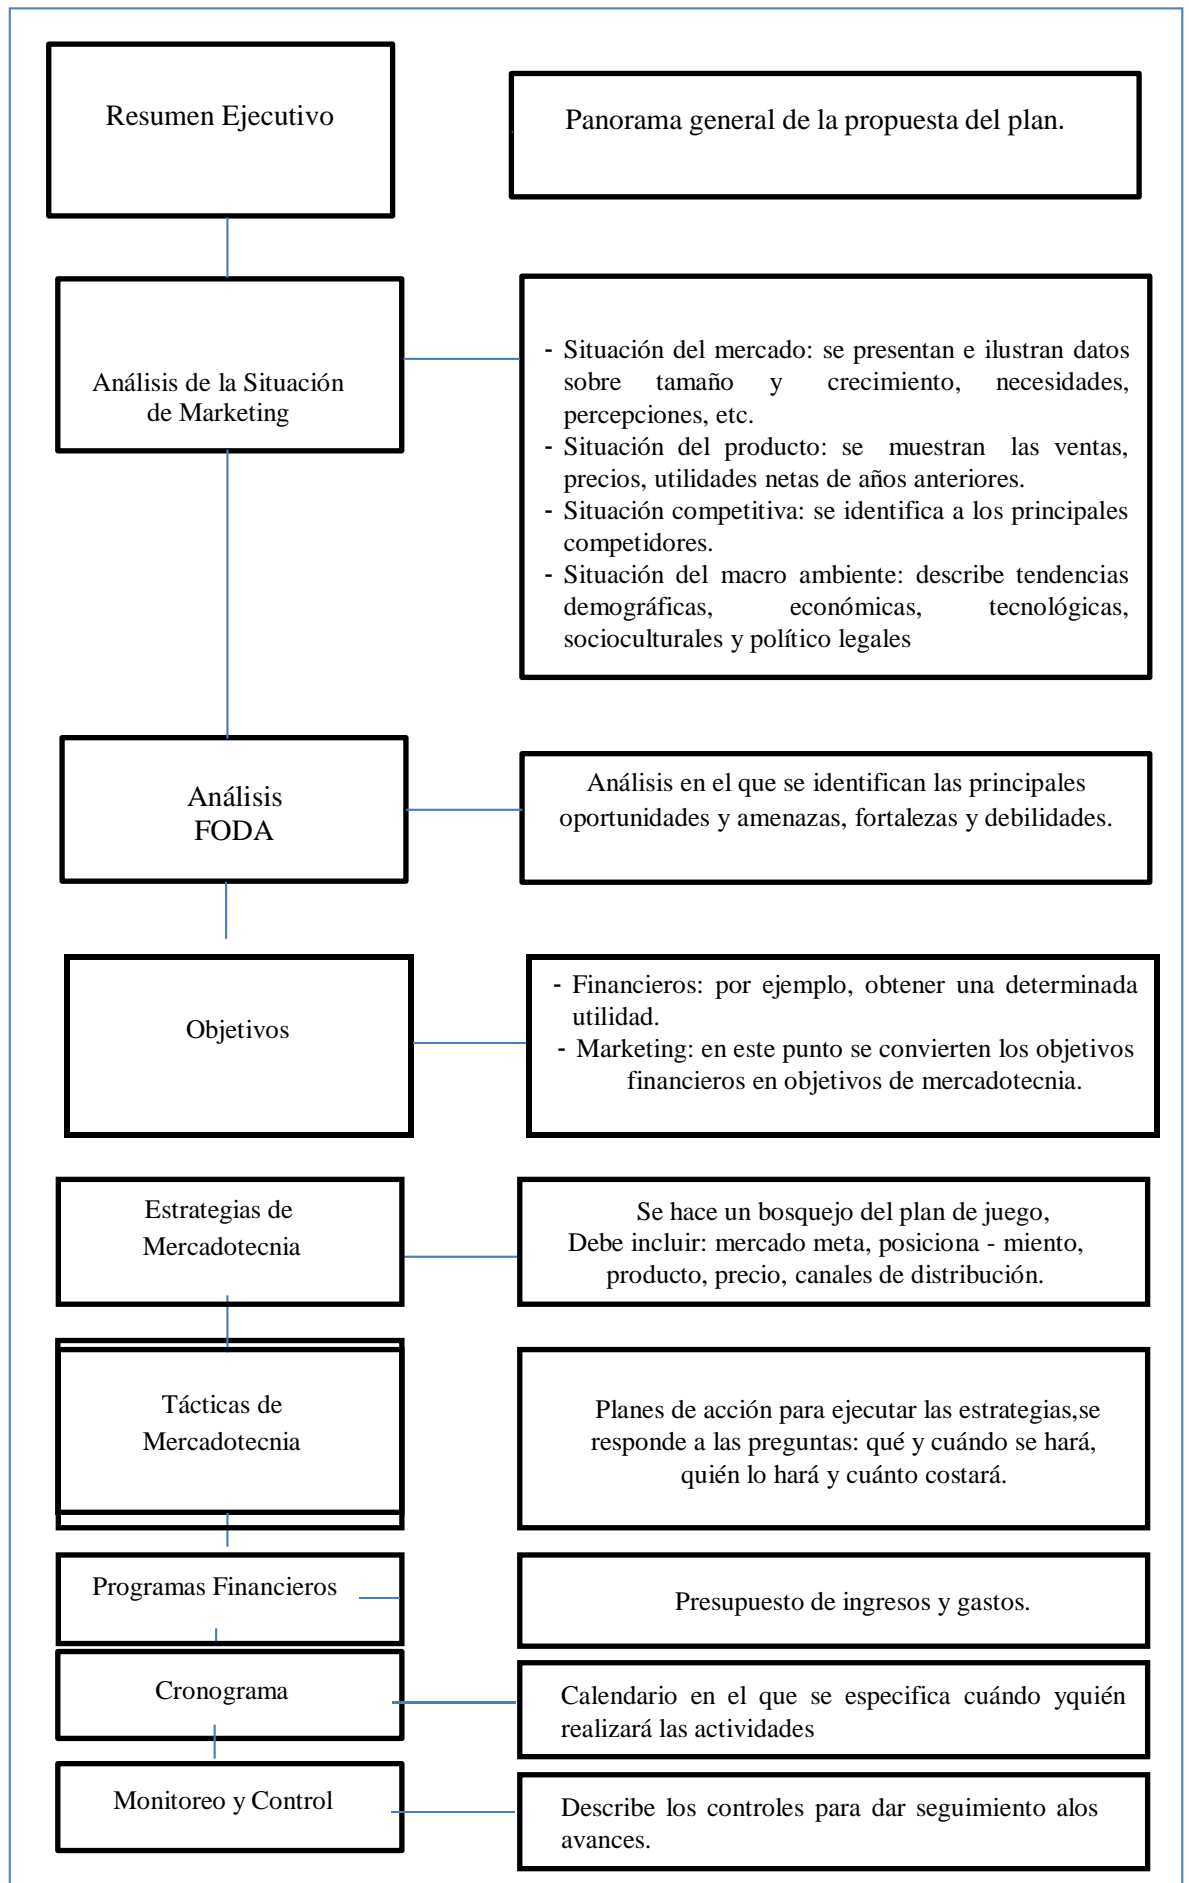 Resumen Ejecutivo
Panorama general de la propuesta del plan.
Análisis de la Situación
de Marketing
- Situación del mercado: se presentan e ilustran datos
sobre tamaño y crecimiento, necesidades,
percepciones, etc.
- Situación del producto: se muestran las ventas,
precios, utilidades netas de años anteriores.
- Situación competitiva: se identifica a los principales
competidores.
- Situación del macro ambiente: describe tendencias
demográficas, económicas, tecnológicas,
socioculturales y político legales
Análisis
FODA
Análisis en el que se identifican las principales
oportunidades y amenazas, fortalezas y debilidades.
Objetivos
- Financieros: por ejemplo, obtener una determinada
utilidad.
- Marketing: en este punto se convierten los objetivos
financieros en objetivos de mercadotecnia.
Estrategias de
Mercadotecnia
Se hace un bosquejo del plan de juego,
Debe incluir: mercado meta, posiciona - miento,
producto, precio, canales de distribución.
Tácticas de
Mercadotecnia
Planes de acción para ejecutar las estrategias,se
responde a las preguntas: qué y cuándo se hará,
quién lo hará y cuánto costará.
Programas Financieros
Presupuesto de ingresos y gastos.
Cronograma
Calendario en el que se especifica cuándo yquién
realizará las actividades
Monitoreo y Control
Describe los controles para dar seguimiento alos
avances.